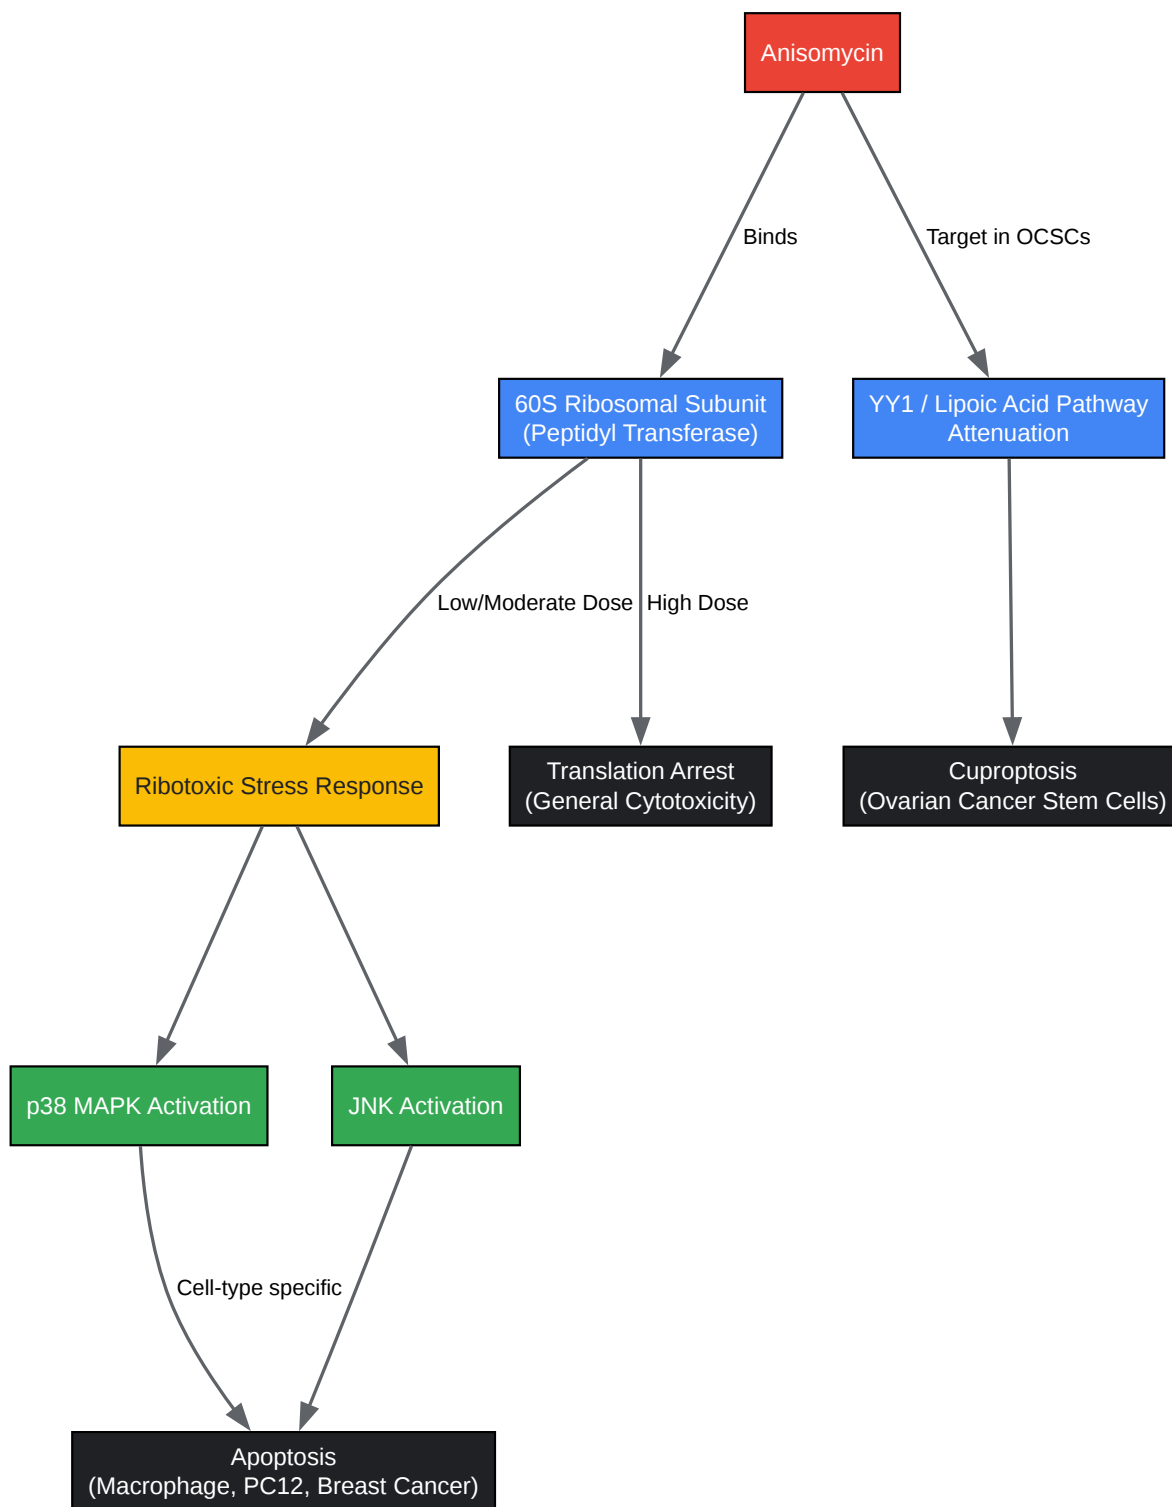 Anisomycin
Binds
Target in OCSCs
60S Ribosomal Subunit
(Peptidyl Transferase)
YY1 / Lipoic Acid Pathway
Attenuation
Low/Moderate Dose
High Dose
Ribotoxic Stress Response
Translation Arrest
(General Cytotoxicity)
Cuproptosis
(Ovarian Cancer Stem Cells)
p38 MAPK Activation
JNK Activation
Cell-type specific
Apoptosis
(Macrophage, PC12, Breast Cancer)